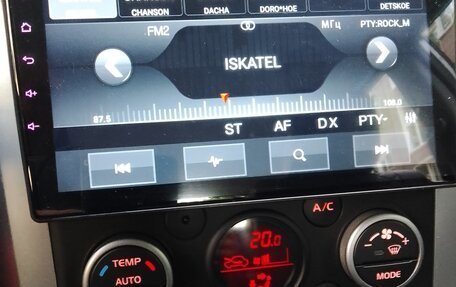 CHANSON DACHA DORO*HOE DETSKOE
FM2 МГц PTY:ROCK_M
ISKATEL
87.5 108.0
ST AF DX PTY-
A/C
TEMP
AUTO
20.0
MODE